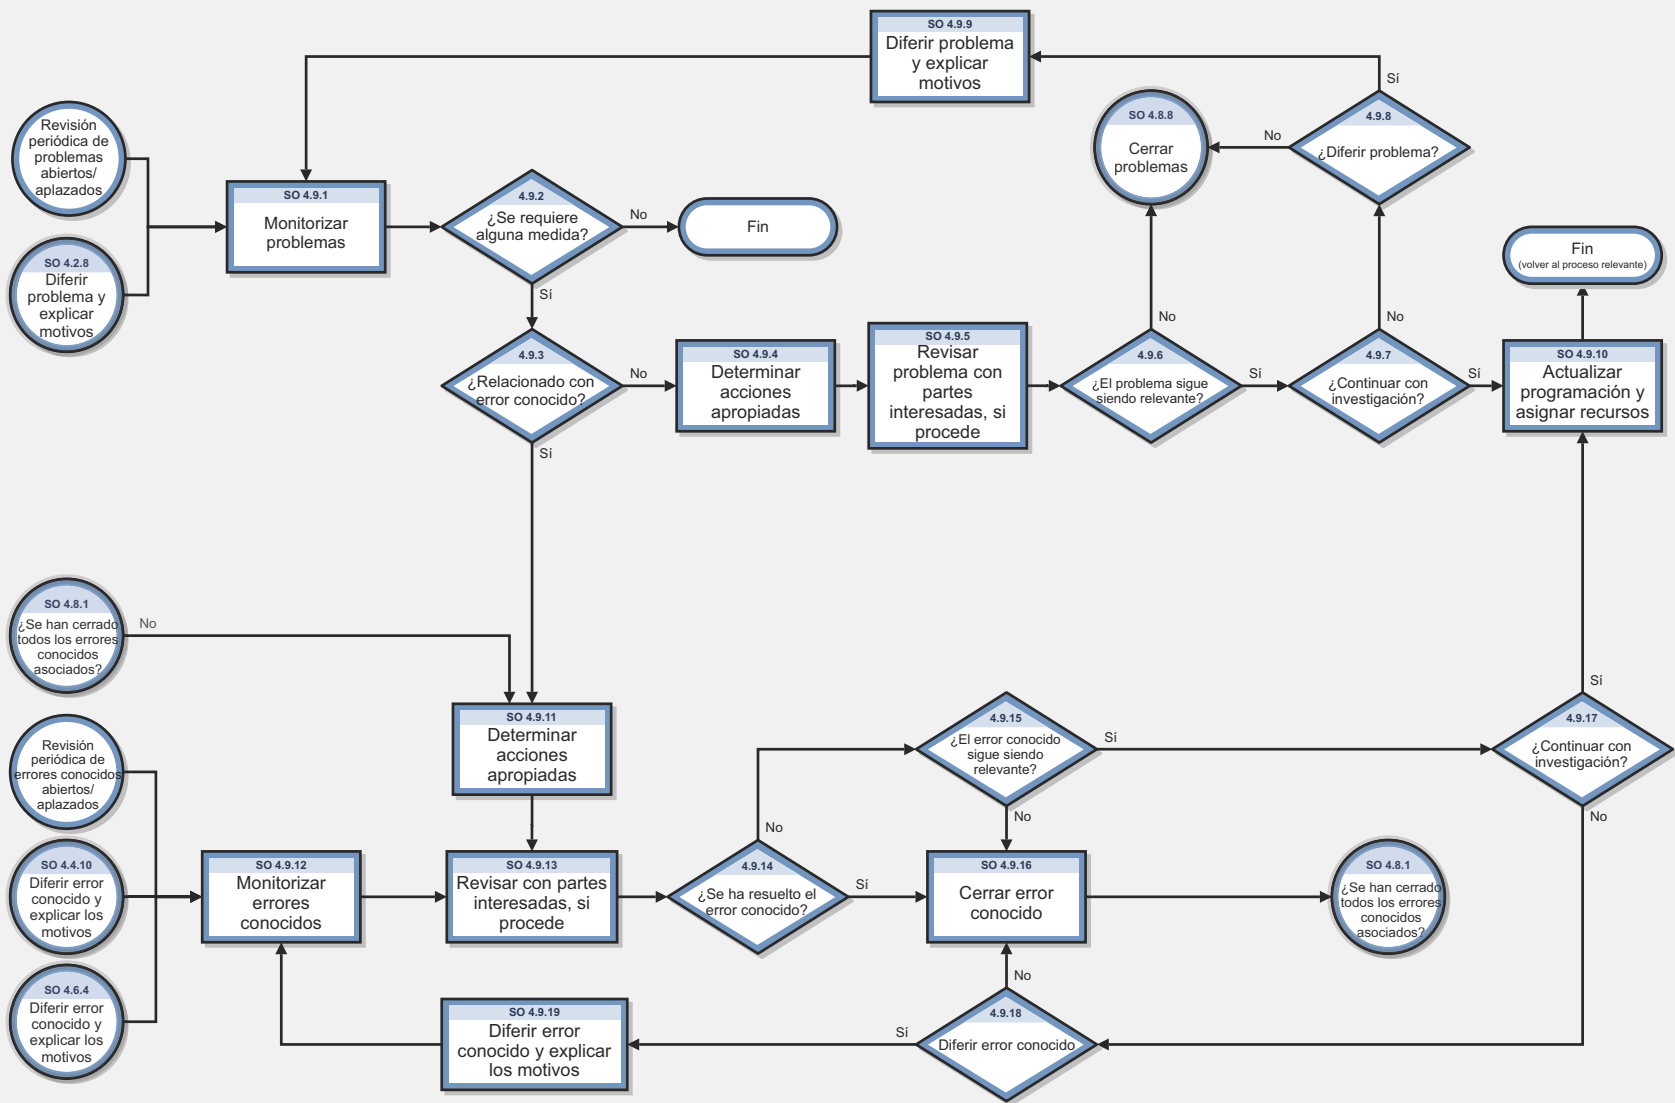 SO 4.9.9
Diferir problema
y explicar
motivos
Sí
Revisión
periódica de
problemas
abiertos/
aplazados
SO 4.8.8
Cerrar
problemas
No
4.9.8
¿Diferir problema?
SO 4.9.1
Monitorizar
problemas
4.9.2
¿Se requiere
alguna medida?
No
Fin
Sí
SO 4.2.8
Diferir
problema y
explicar
motivos
Fin
(volver al proceso relevante)
4.9.3
¿Relacionado con
error conocido?
No
Sí
SO 4.9.4
Determinar
acciones
apropiadas
SO 4.9.5
Revisar
problema con
partes
interesadas, si
procede
No
4.9.6
¿El problema sigue
siendo relevante?
Sí
No
4.9.7
¿Continuar con
investigación?
Sí
SO 4.9.10
Actualizar
programación y
asignar recursos
SO 4.8.1
¿Se han cerrado
todos los errores
conocidos
asociados?
No
SO 4.9.11
Determinar
acciones
apropiadas
4.9.15
¿El error conocido
sigue siendo
relevante?
Sí
No
Sí
4.9.17
¿Continuar con
investigación?
No
Revisión
periódica de
errores conocidos
abiertos/
aplazados
SO 4.4.10
Diferir error
conocido y
explicar los
motivos
SO 4.9.12
Monitorizar
errores
conocidos
SO 4.9.13
Revisar con partes
interesadas, si
procede
No
4.9.14
¿Se ha resuelto el
error conocido?
Sí
SO 4.9.16
Cerrar error
conocido
SO 4.8.1
¿Se han cerrado
todos los errores
conocidos
asociados?
SO 4.6.4
Diferir error
conocido y
explicar los
motivos
SO 4.9.19
Diferir error
conocido y explicar
los motivos
Sí
No
4.9.18
Diferir error conocido